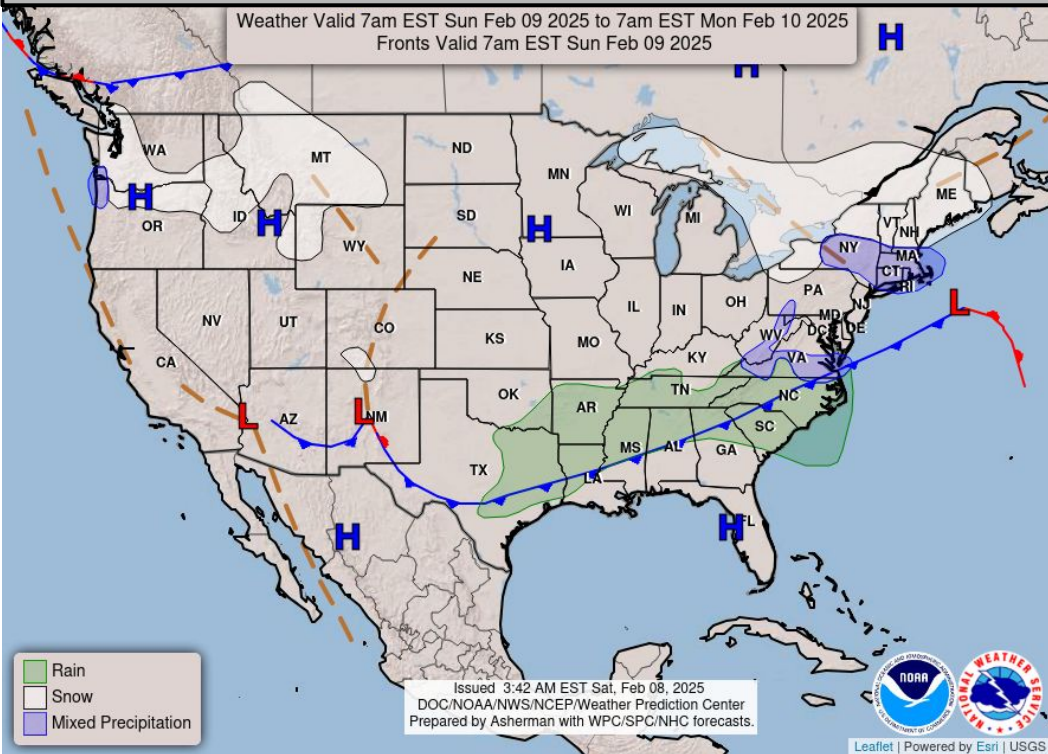 Weather Valid 7am EST Sun Feb 09 2025 to 7am EST Mon Feb 10 2025
Fronts Valid 7am EST Sun Feb 09 2025
H
H
WA
MT
ND
MN
ME
H
OR
ID
H
WY
SD
H
WI
MI
VT
NH
NY
MA
CT
RI
NV
UT
CO
NE
IA
IL
IN
OH
PA
NJ
MD
DC
DE
L
CA
KS
MO
KY
WV
VA
L
AZ
L
NM
OK
AR
TN
NC
SC
TX
LA
MS
AL
GA
H
H
FL
Rain
Snow
Mixed Precipitation
Issued 3:42 AM EST Sat, Feb 08, 2025
DOC/NOAA/NWS/NCEP/Weather Prediction Center
Prepared by Asherman with WPC/SPC/NHC forecasts.
NOAA
NATIONAL WEATHER SERVICE
Leaflet | Powered by Esri | USGS